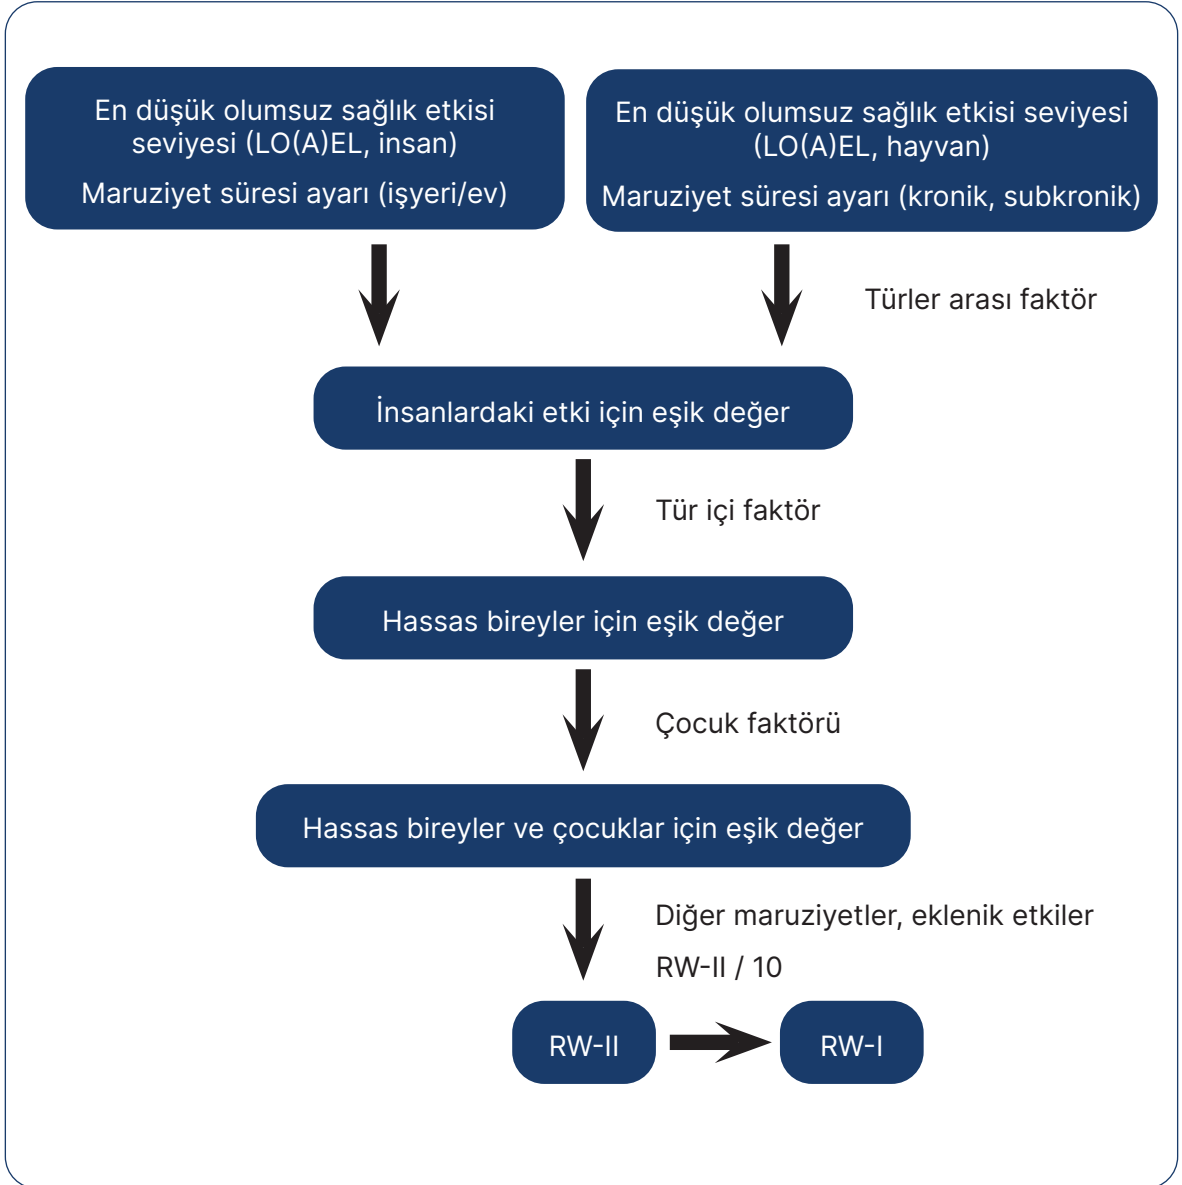 En düşük olumsuz sağlık etkisi
seviyesi (LO(A)EL, insan)
Maruziyet süresi ayarı (işyeri/ev)
En düşük olumsuz sağlık etkisi seviyesi
(LO(A)EL, hayvan)
Maruziyet süresi ayarı (kronik, subkronik)
Türler arası faktör
İnsanlardaki etki için eşik değer
Tür içi faktör
Hassas bireyler için eşik değer
Çocuk faktörü
Hassas bireyler ve çocuklar için eşik değer
Diğer maruziyetler, eklenik etkiler
RW-II / 10
RW-II
RW-I